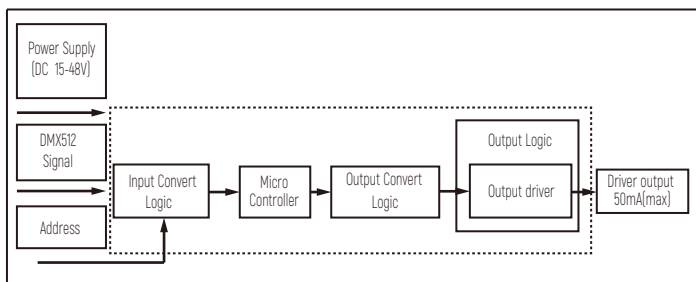 Power Supply
(DC 15-48V)
DMX512
Signal
Address
Input Convert
Logic
Micro
Controller
Output Convert
Logic
Output Logic
Output driver
Driver output
50mA(max)